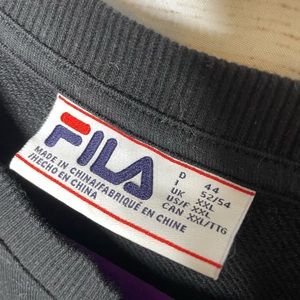 FILA
MADE IN CHINA/FABRIQUE EN CHINE
/HECHO EN CHINA
D 44
I 52/54
UK XXL
US/F XXL
CAN XXL/TTG